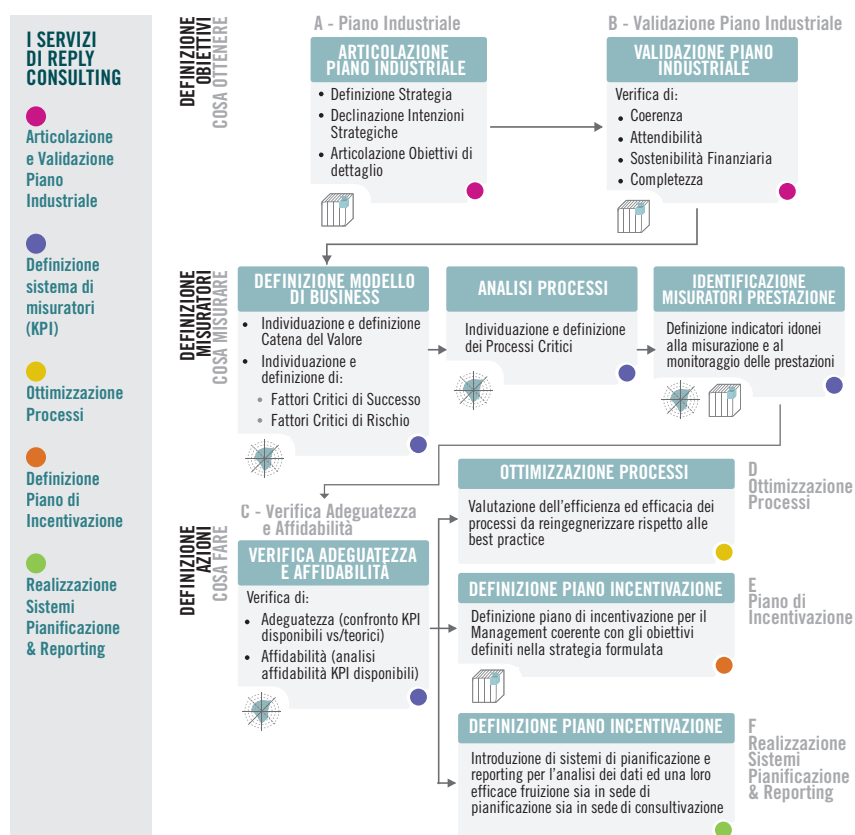 I SERVIZI
DI REPLY
CONSULTING
Articolazione
e Validazione
Piano
Industriale
Definizione
sistema di
misuratori
(KPI)
Ottimizzazione
Processi
Definizione
Piano di
Incentivazione
Realizzazione
Sistemi
Pianificazione
& Reporting
DEFINIZIONE
OBIETTIVI
COSA OTTENERE
A - Piano Industriale
ARTICOLAZIONE
PIANO INDUSTRIALE
• Definizione Strategia
• Declinazione Intenzioni
Strategiche
• Articolazione Obiettivi di
dettaglio
B - Validazione Piano Industriale
VALIDAZIONE PIANO
INDUSTRIALE
Verifica di:
• Coerenza
• Attendibilità
• Sostenibilità Finanziaria
• Completezza
DEFINIZIONE
MISURATORI
COSA MISURARE
DEFINIZIONE MODELLO
DI BUSINESS
• Individuazione e definizione
Catena del Valore
• Individuazione e
definizione di:
• Fattori Critici di Successo
• Fattori Critici di Rischio
ANALISI PROCESSI
Individuazione e definizione
dei Processi Critici
IDENTIFICAZIONE
MISURATORI PRESTAZIONE
Definizione indicatori idonei
alla misurazione e al
monitoraggio delle prestazioni
DEFINIZIONE
AZIONI
COSA FARE
C - Verifica Adeguatezza
e Affidabilità
VERIFICA ADEGUATEZZA
E AFFIDABILITÀ
Verifica di:
• Adeguatezza (confronto KPI
disponibili vs/teorici)
• Affidabilità (analisi
affidabilità KPI disponibili)
OTTIMIZZAZIONE PROCESSI
Valutazione dell'efficienza ed efficacia dei
processi da reingegnerizzare rispetto alle
best practice
D
Ottimizzazione
Processi
DEFINIZIONE PIANO INCENTIVAZIONE
Definizione piano di incentivazione per il
Management coerente con gli obiettivi
definiti nella strategia formulata
E
Piano di
Incentivazione
DEFINIZIONE PIANO INCENTIVAZIONE
Introduzione di sistemi di pianificazione e
reporting per l'analisi dei dati ed una loro
efficace fruizione sia in sede di
pianificazione sia in sede di consultivazione
F
Realizzazione
Sistemi
Pianificazione
& Reporting